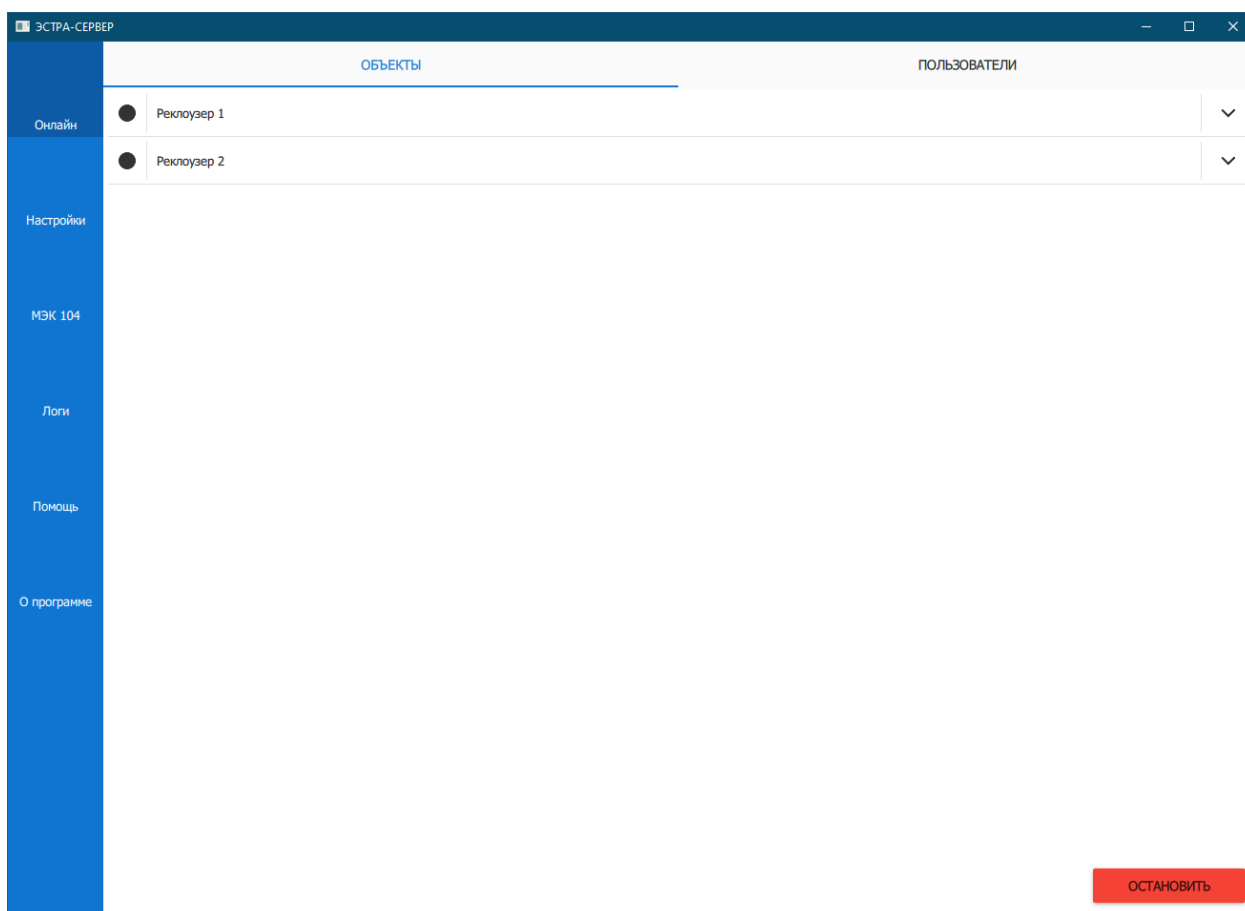 ЭСТРА-СЕРВЕР
ОБЪЕКТЫ
ПОЛЬЗОВАТЕЛИ
Онлайн
Реклоузер 1
Реклоузер 2
Настройки
МЭК 104
Логи
Помощь
О программе
ОСТАНОВИТЬ